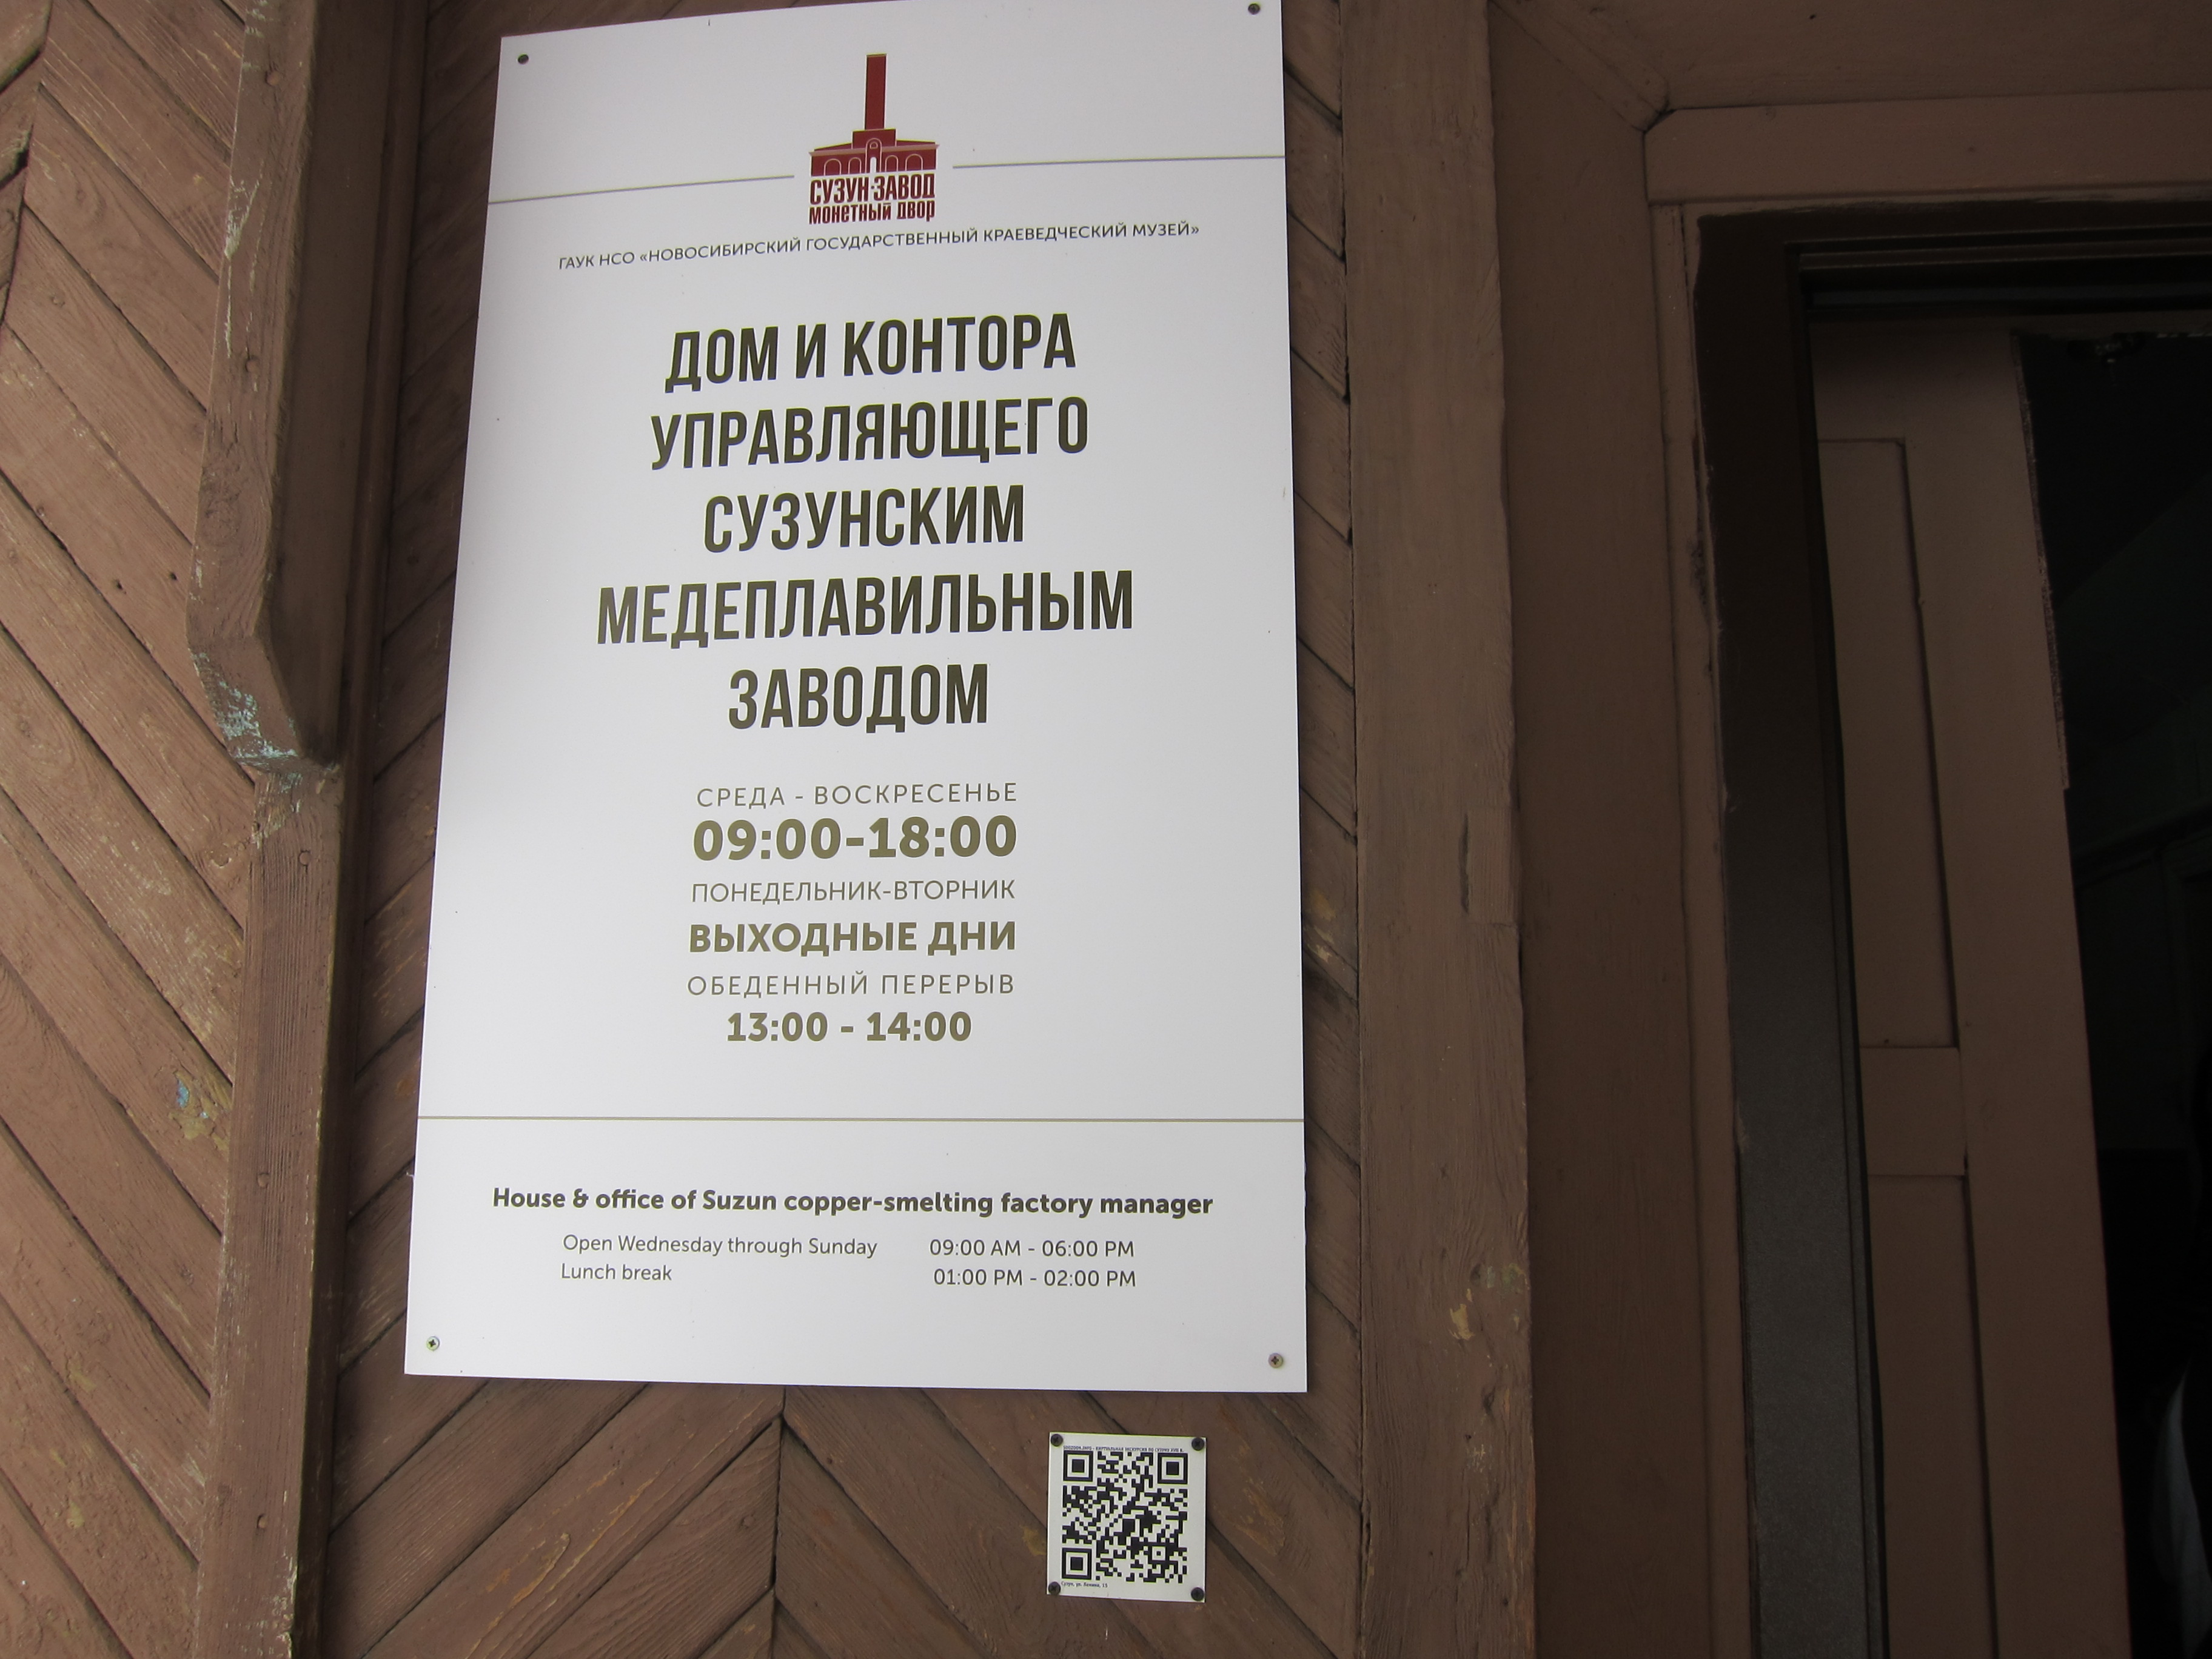 СУЗУН-ЗАВОД
МОНЕТНЫЙ ДВОР
ГАУК НСО «НОВОСИБИРСКИЙ ГОСУДАРСТВЕННЫЙ КРАЕВЕДЧЕСКИЙ МУЗЕЙ»
ДОМ И КОНТОРА
УПРАВЛЯЮЩЕГО
СУЗУНСКИМ
МЕДЕПЛАВИЛЬНЫМ
ЗАВОДОМ
СРЕДА - ВОСКРЕСЕНЬЕ
09:00-18:00
ПОНЕДЕЛЬНИК-ВТОРНИК
ВЫХОДНЫЕ ДНИ
ОБЕДЕННЫЙ ПЕРЕРЫВ
13:00 - 14:00
House & office of Suzun copper-smelting factory manager
Open Wednesday through Sunday 09:00 AM - 06:00 PM
Lunch break 01:00 PM - 02:00 PM